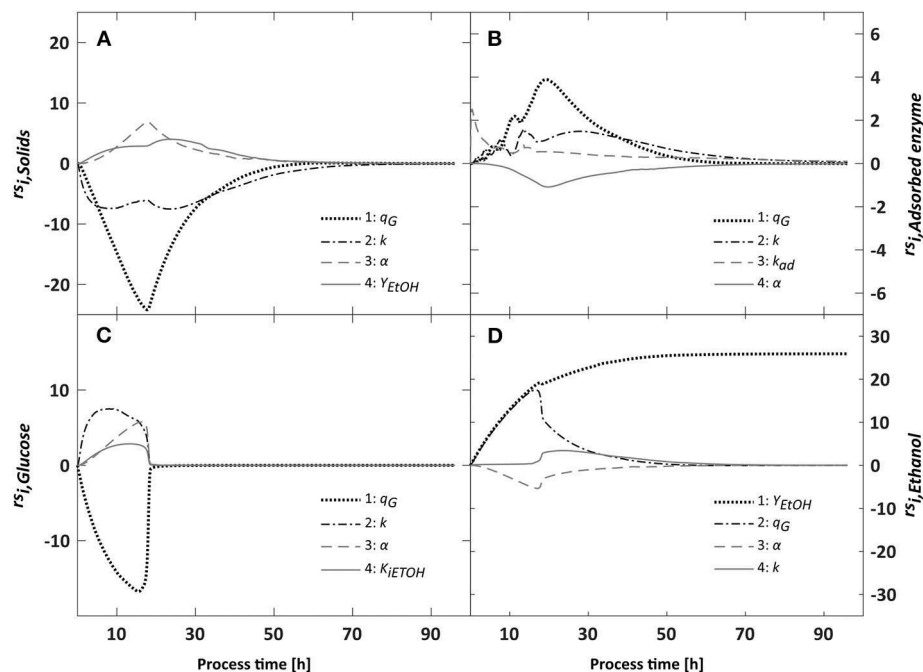 A
20
10
0
-10
-20
rs_i,Solids
1: q_G
2: k
3: α
4: Y_EtOH
B
6
4
2
0
-2
-4
-6
rs_i,Adsorbed enzyme
1: q_G
2: k
3: k_ad
4: α
C
10
0
-10
rs_i,Glucose
1: q_G
2: k
3: α
4: K_iETOH
10 30 50 70 90
Process time [h]
D
30
20
10
0
-10
-20
-30
rs_i,Ethanol
1: Y_EtOH
2: q_G
3: α
4: k
10 30 50 70 90
Process time [h]